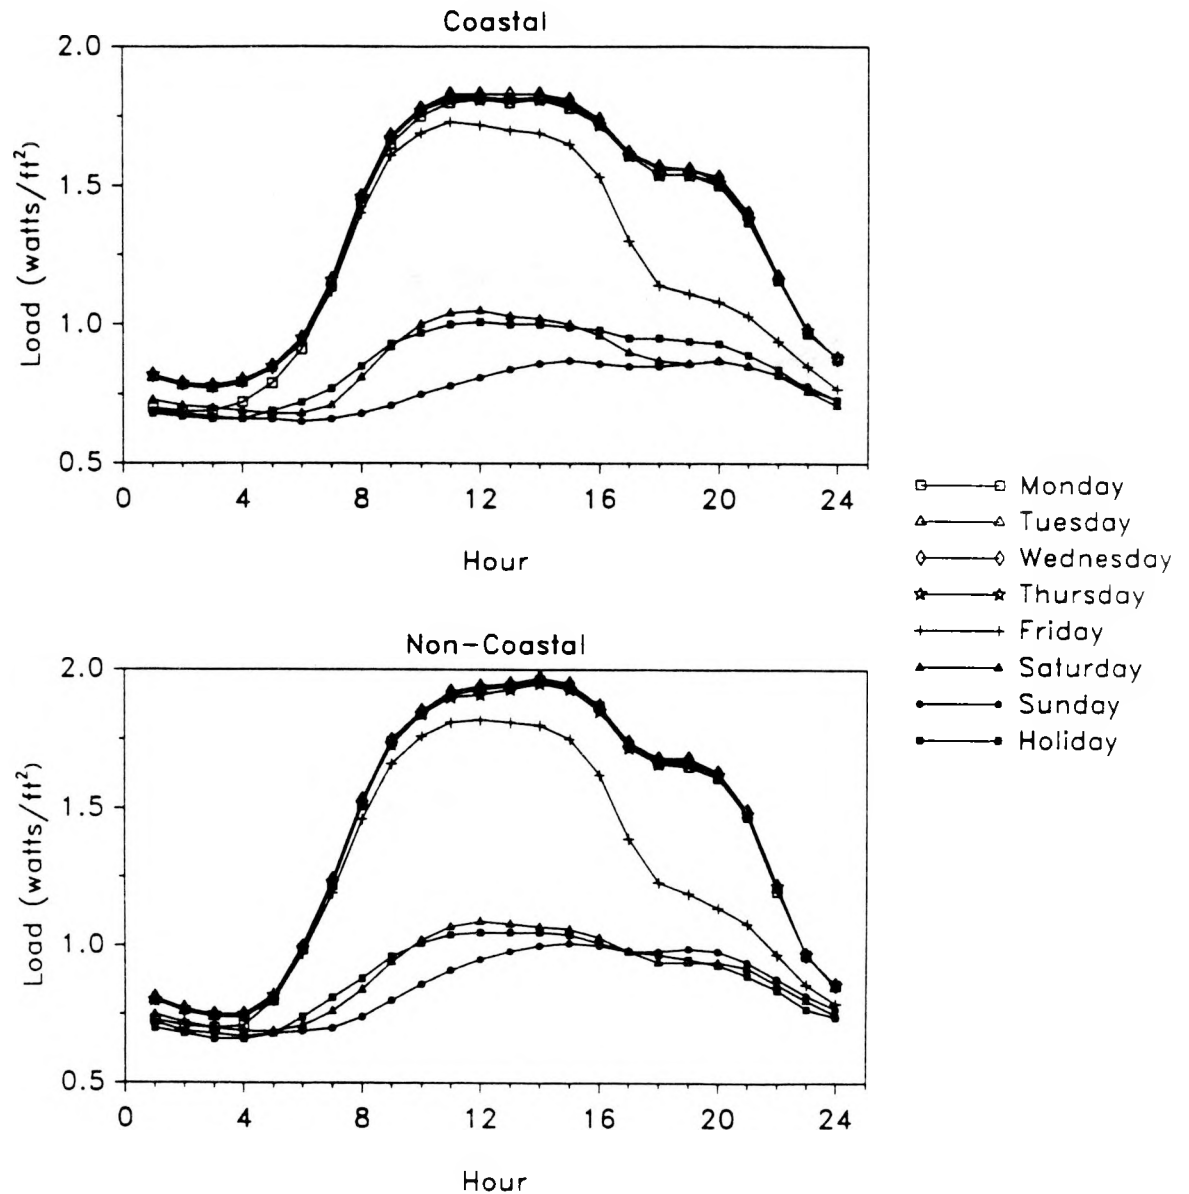 Coastal
2.0
1.5
1.0
0.5
Load (watts/ft²)
0 4 8 12 16 20 24
Hour
Monday
Tuesday
Wednesday
Thursday
Friday
Saturday
Sunday
Holiday
Non-Coastal
2.0
1.5
1.0
0.5
Load (watts/ft²)
0 4 8 12 16 20 24
Hour